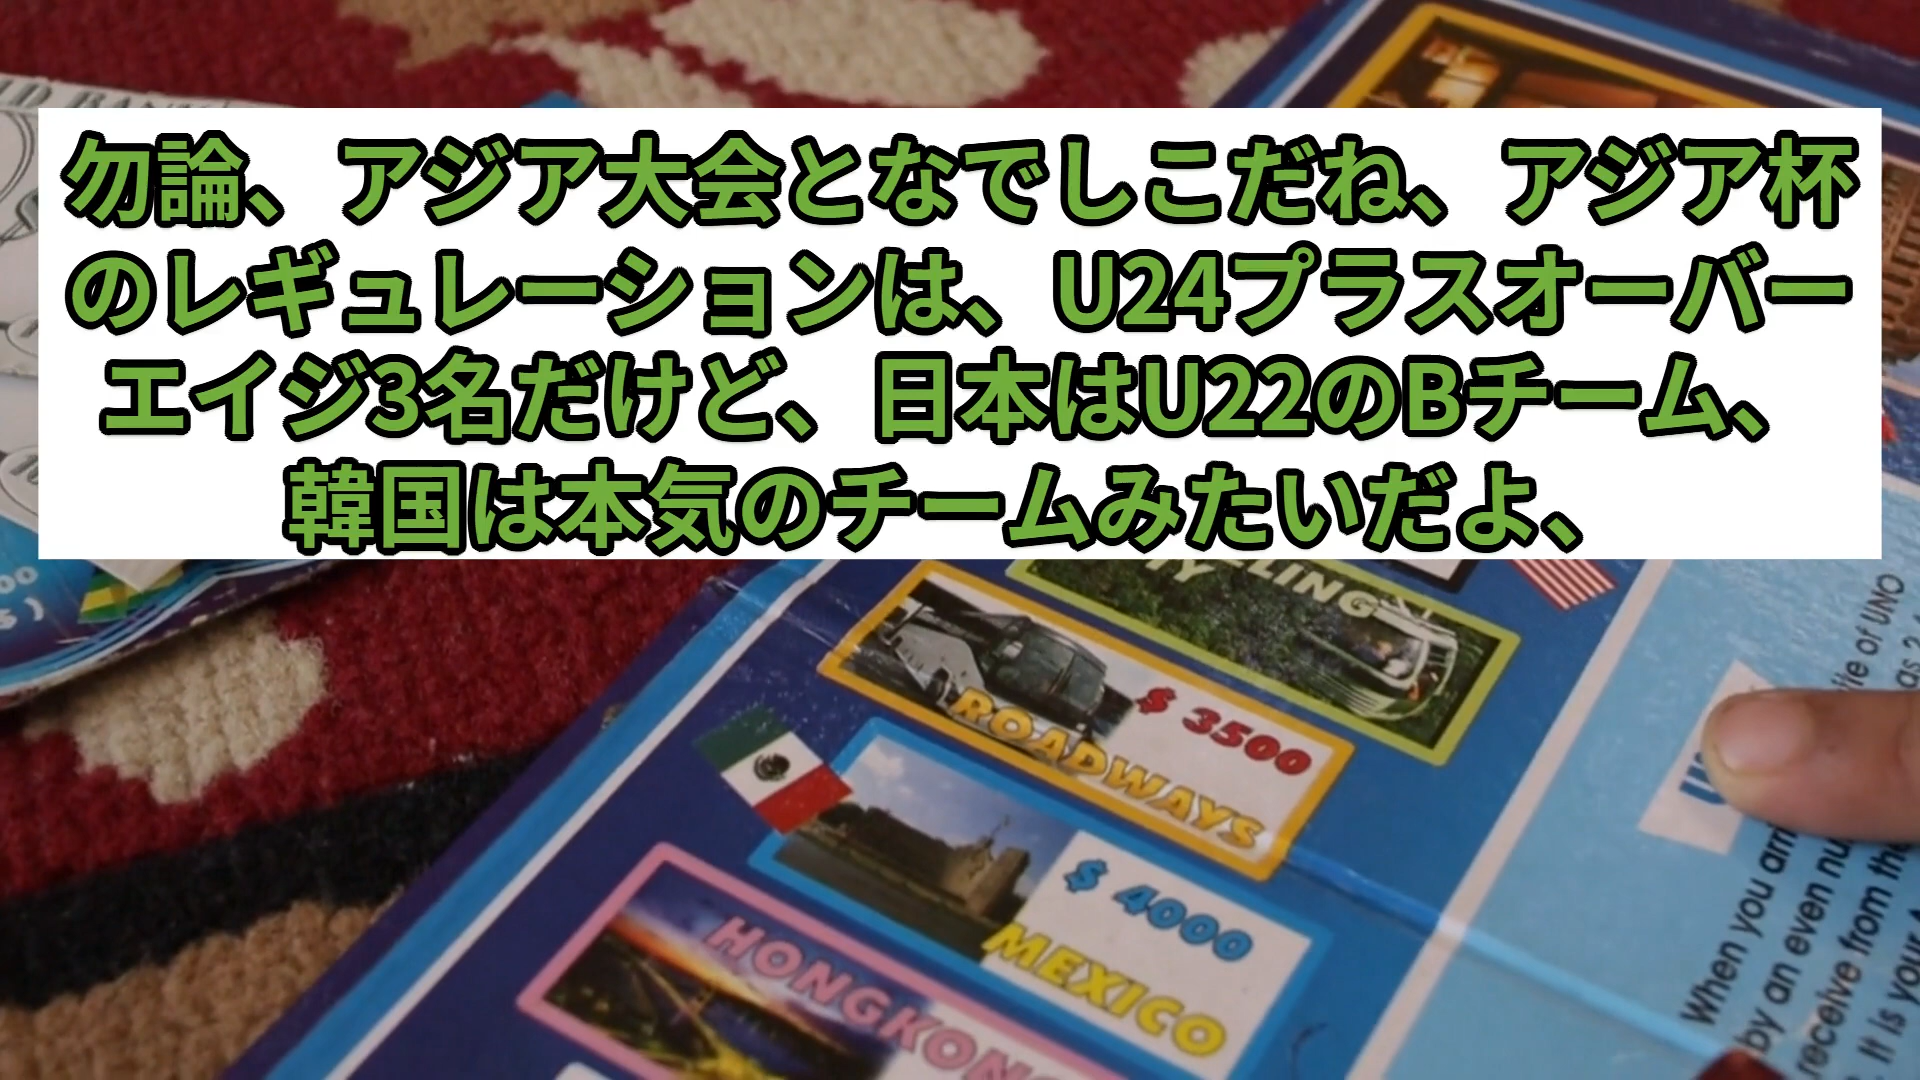 勿論、アジア大会となでしこだね、アジア杯
のレギュレーションは、U24プラスオーバー
エイジ3名だけど、日本はU22のBチーム、
韓国は本気のチームみたいだよ、
ROADWAYS
$ 3500
$ 4000
MEXICO
HONGKONG
When you
by an even
receive from the
It is your